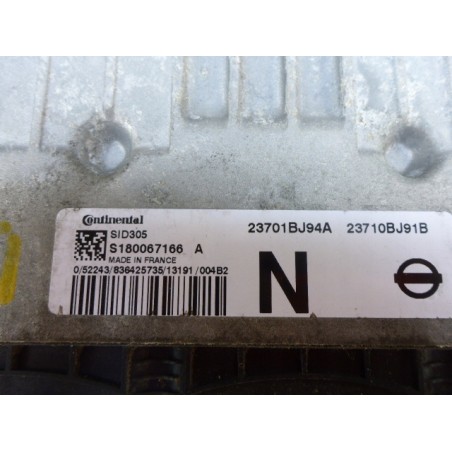 Continental
SID305
S180067166 A
MADE IN FRANCE
0/52243/836425735/13191/004B2
23701BJ94A 23710BJ91B
N